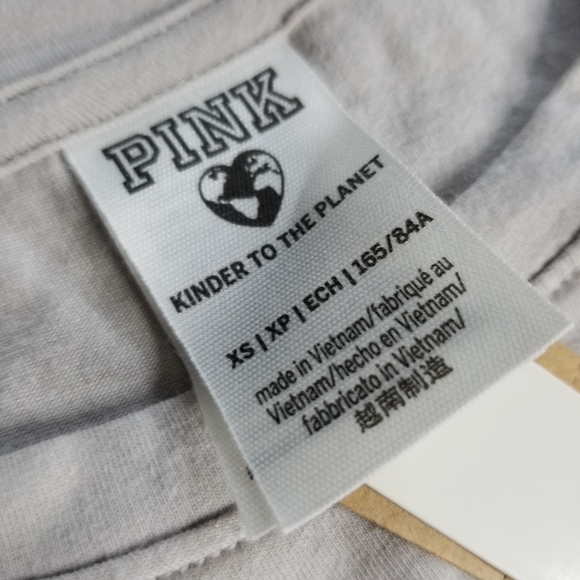 PINK
KINDER TO THE PLANET
XS | XP | ECH | 165/84A
made in Vietnam/fabriqué au
Vietnam/hecho en Vietnam/
fabbricato in Vietnam/
越南制造